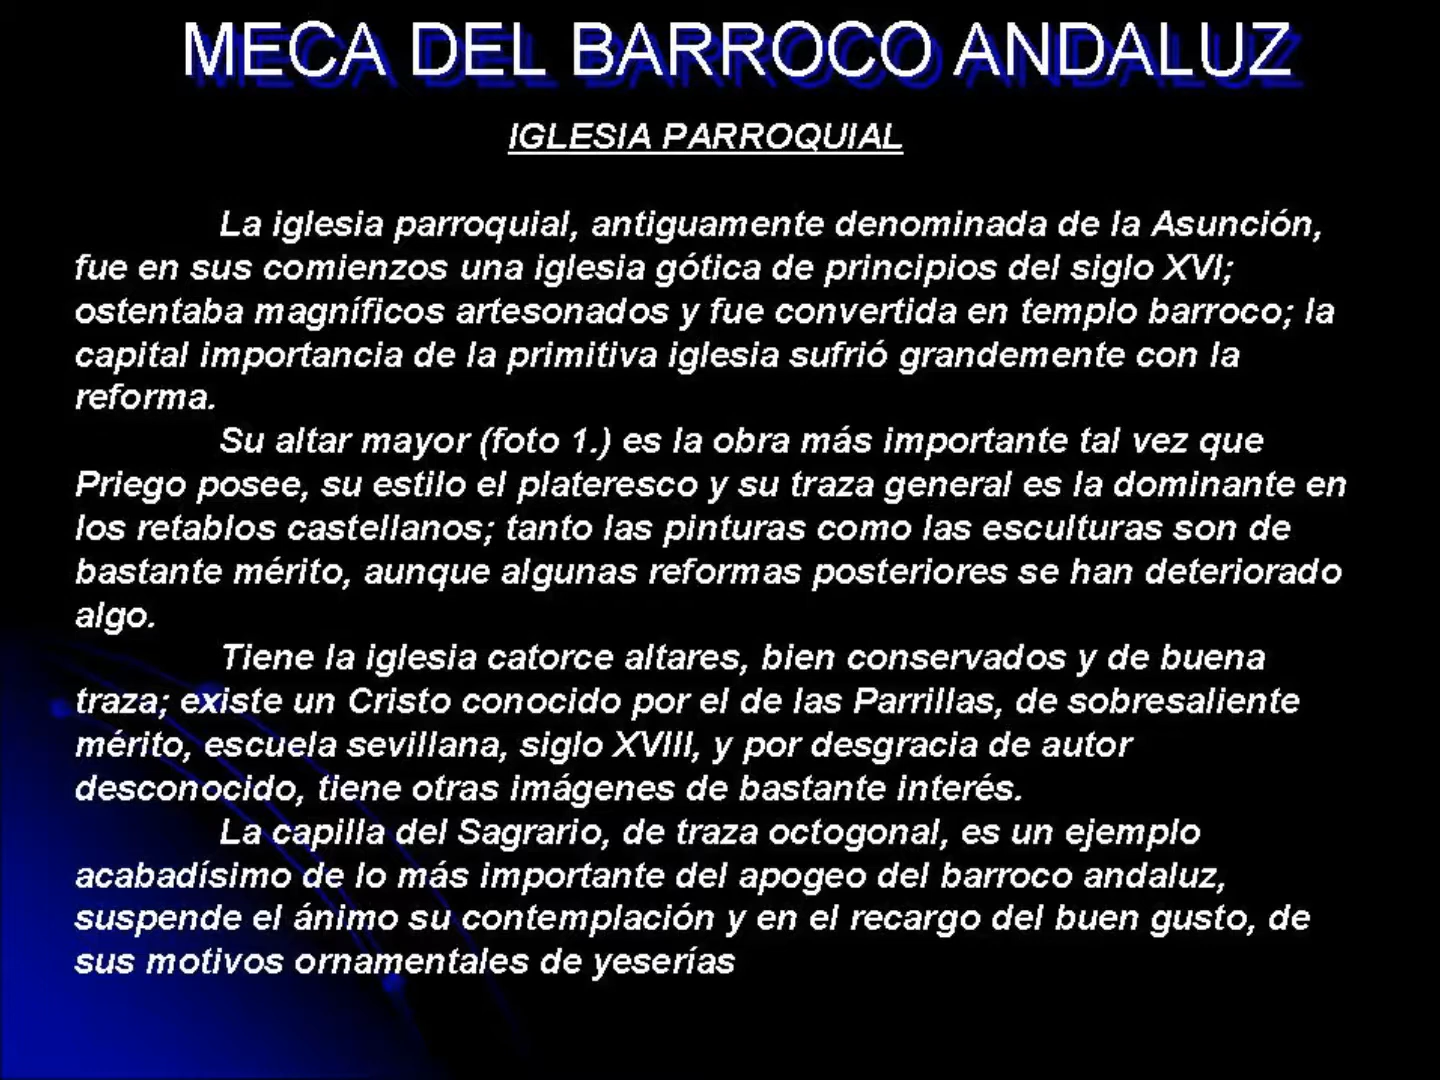 MECA DEL BARROCO ANDALUZ
IGLESIA PARROQUIAL
La iglesia parroquial, antiguamente denominada de la Asunción,
fue en sus comienzos una iglesia gótica de principios del siglo XVI;
ostentaba magníficos artesonados y fue convertida en templo barroco; la
capital importancia de la primitiva iglesia sufrió grandemente con la
reforma.
Su altar mayor (foto 1.) es la obra más importante tal vez que
Priego posee, su estilo el plateresco y su traza general es la dominante en
los retablos castellanos; tanto las pinturas como las esculturas son de
bastante mérito, aunque algunas reformas posteriores se han deteriorado
algo.
Tiene la iglesia catorce altares, bien conservados y de buena
traza; existe un Cristo conocido por el de las Parrillas, de sobresaliente
mérito, escuela sevillana, siglo XVIII, y por desgracia de autor
desconocido, tiene otras imágenes de bastante interés.
La capilla del Sagrario, de traza octogonal, es un ejemplo
acabadísimo de lo más importante del apogeo del barroco andaluz,
suspende el ánimo su contemplación y en el recargo del buen gusto, de
sus motivos ornamentales de yeserías